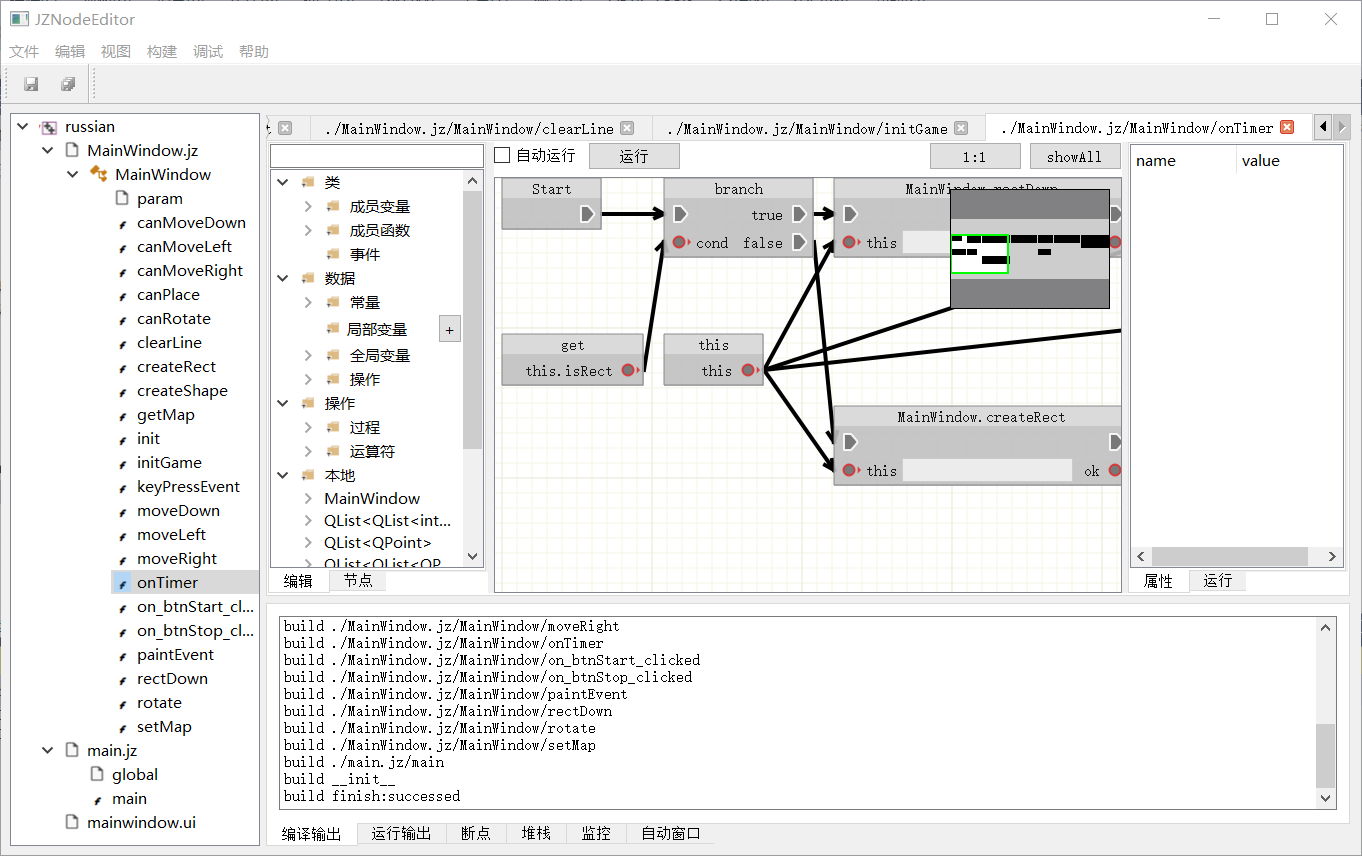 JZNodeEditor
文件 编辑 视图 构建 调试 帮助
russian
MainWindow.jz
MainWindow
param
canMoveDown
canMoveLeft
canMoveRight
canPlace
canRotate
clearLine
createRect
createShape
getMap
init
initGame
keyPressEvent
moveDown
moveLeft
moveRight
onTimer
on_btnStart_cl...
on_btnStop_cl...
paintEvent
rectDown
rotate
setMap
main.jz
global
main
mainwindow.ui
./MainWindow.jz/MainWindow/clearLine ./MainWindow.jz/MainWindow/initGame ./MainWindow.jz/MainWindow/onTimer
类
成员变量
成员函数
事件
数据
常量
局部变量 +
全局变量
操作
操作
过程
运算符
本地
MainWindow
QList<QList<int...
QList<QPoint>
QList<QList<QP
编辑 节点
自动运行 运行 1:1 showAll
Start
branch
true
cond false
this
get
this.isRect
this
this
MainWindow.createRect
this ok
name value
属性 运行
build ./MainWindow.jz/MainWindow/moveRight
build ./MainWindow.jz/MainWindow/onTimer
build ./MainWindow.jz/MainWindow/on_btnStart_clicked
build ./MainWindow.jz/MainWindow/on_btnStop_clicked
build ./MainWindow.jz/MainWindow/paintEvent
build ./MainWindow.jz/MainWindow/rectDown
build ./MainWindow.jz/MainWindow/rotate
build ./MainWindow.jz/MainWindow/setMap
build ./main.jz/main
build __init__
build finish:successed
编译输出 运行输出 断点 堆栈 监控 自动窗口